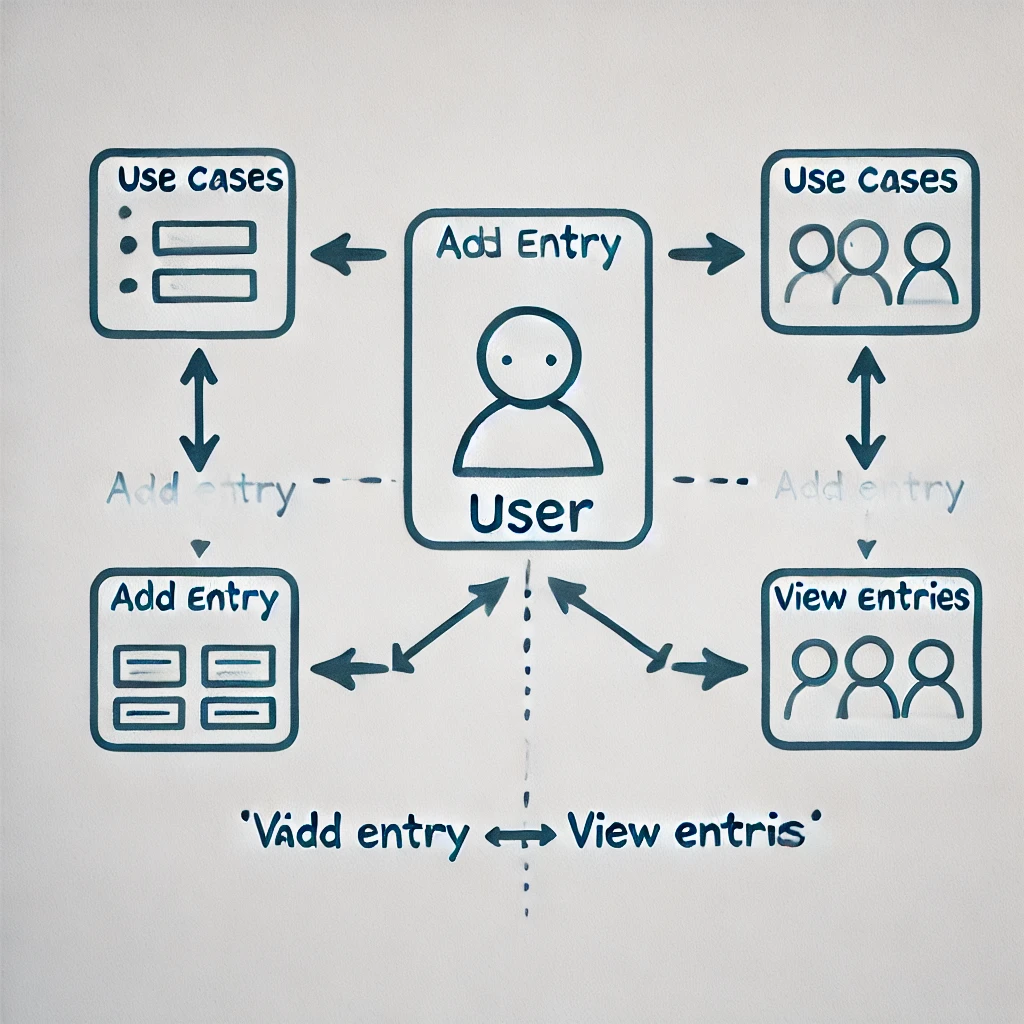 Use Cases
Add Entry
Use Cases
User
Add entry
Add entry
Add Entry
View Entries
'VAdd entry
View entris'